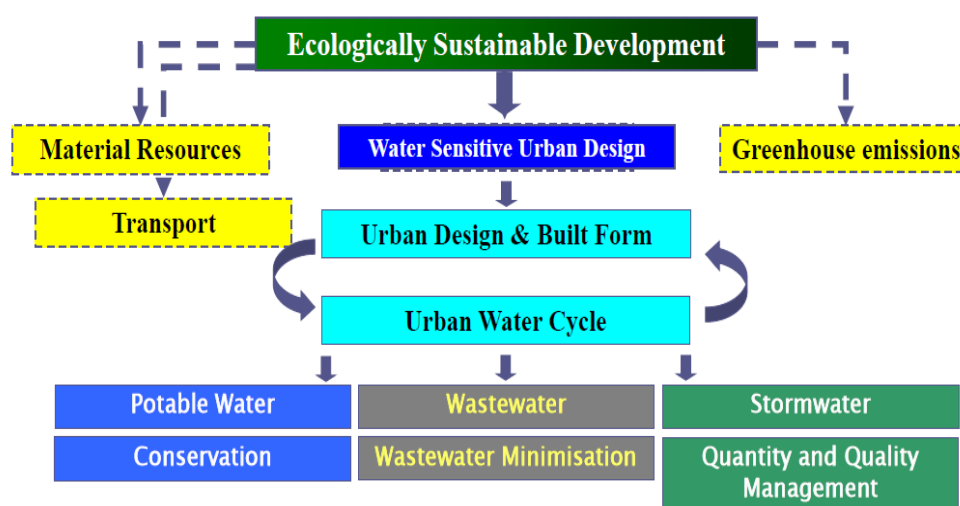 Ecologically Sustainable Development
Material Resources
Water Sensitive Urban Design
Greenhouse emissions
Transport
Urban Design & Built Form
Urban Water Cycle
Potable Water
Wastewater
Stormwater
Conservation
Wastewater Minimisation
Quantity and Quality
Management